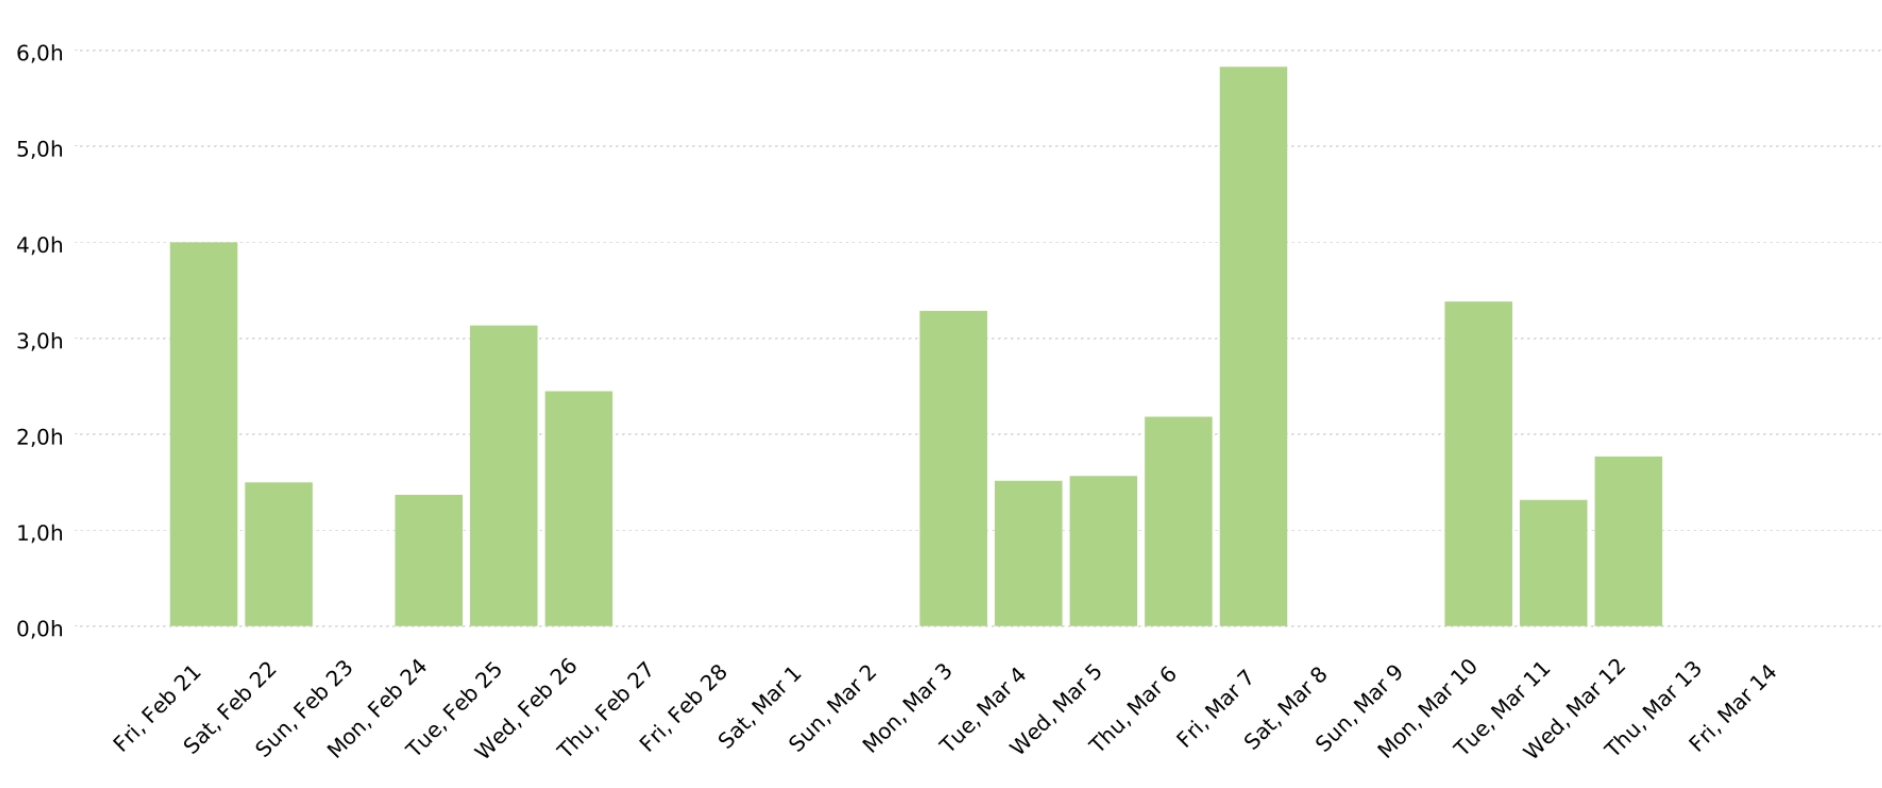 6,0h
5,0h
4,0h
3,0h
2,0h
1,0h
0,0h
Fri, Feb 21
Sat, Feb 22
Sun, Feb 23
Mon, Feb 24
Tue, Feb 25
Wed, Feb 26
Thu, Feb 27
Fri, Feb 28
Sat, Mar 1
Sun, Mar 2
Mon, Mar 3
Tue, Mar 4
Wed, Mar 5
Thu, Mar 6
Fri, Mar 7
Sat, Mar 8
Sun, Mar 9
Mon, Mar 10
Tue, Mar 11
Wed, Mar 12
Thu, Mar 13
Fri, Mar 14